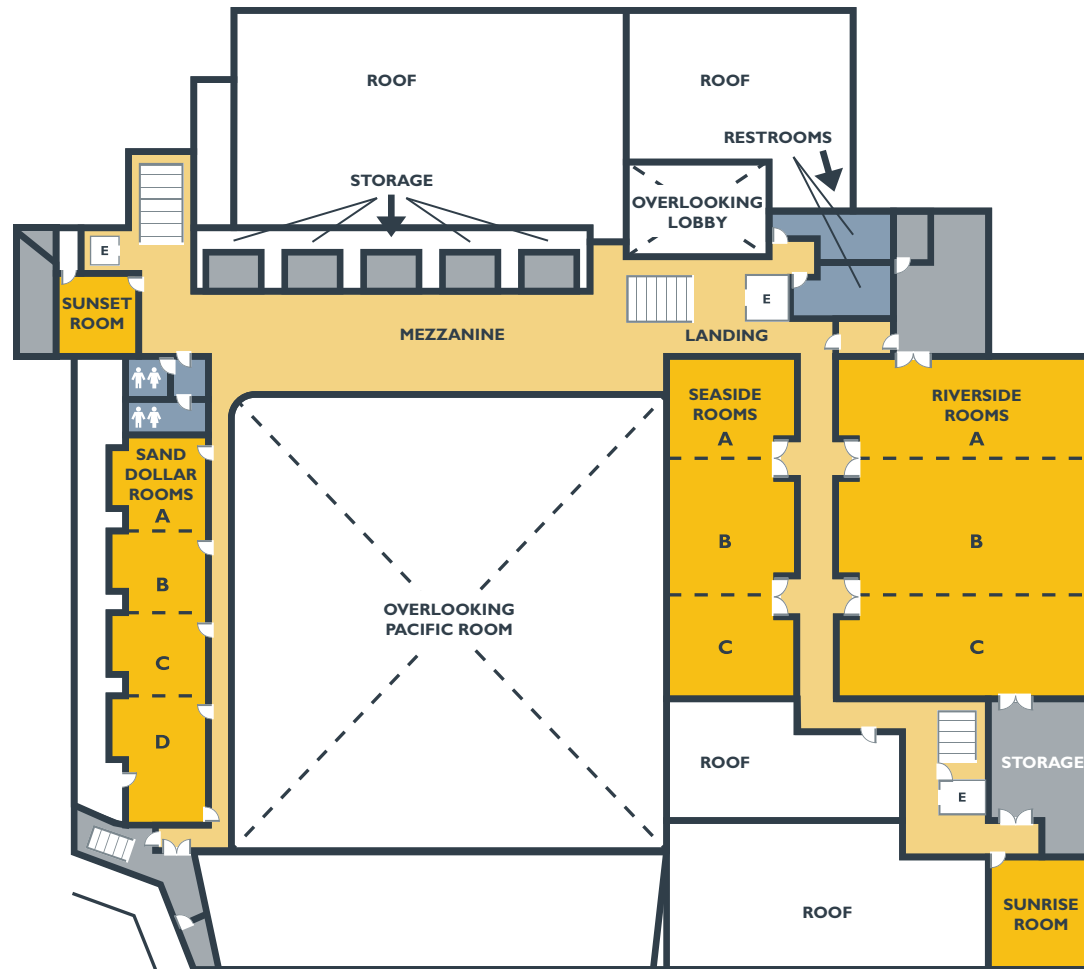 ROOF
ROOF
RESTROOMS
STORAGE
OVERLOOKING
LOBBY
E
SUNSET
ROOM
E
MEZZANINE
LANDING
SEASIDE
ROOMS
A
RIVERSIDE
ROOMS
A
SAND
DOLLAR
ROOMS
A
B
B
B
OVERLOOKING
PACIFIC ROOM
C
C
C
D
ROOF
STORAGE
E
ROOF
SUNRISE
ROOM